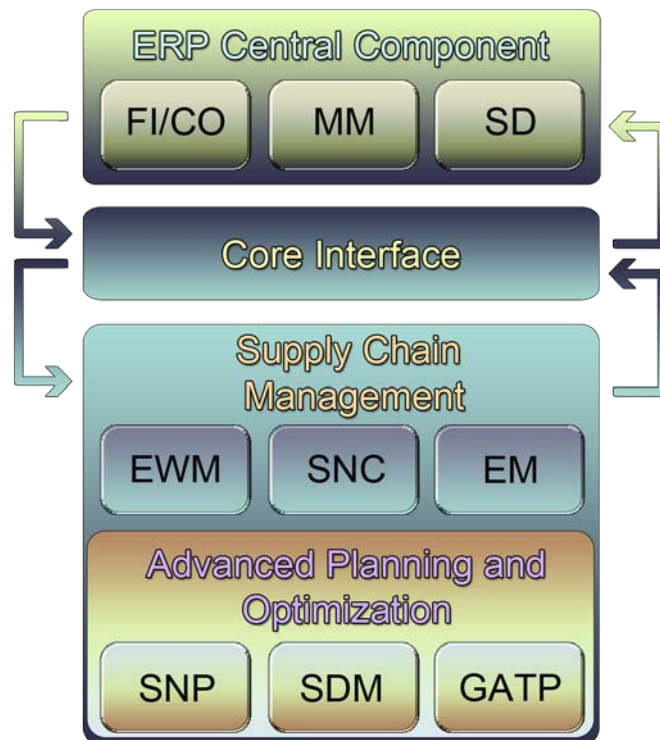 ERP Central Component
FI/CO
MM
SD
Core Interface
Supply Chain
Management
EWM
SNC
EM
Advanced Planning and
Optimization
SNP
SDM
GATP